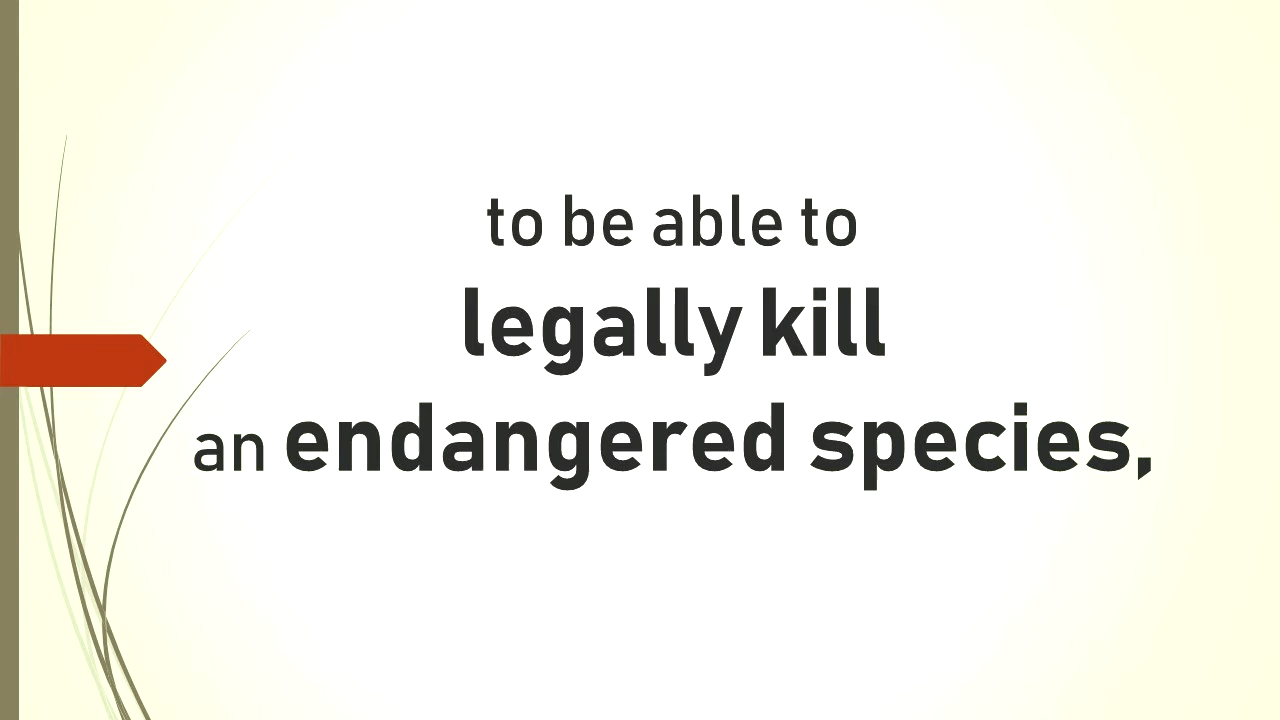 to be able to
legally kill
an endangered species,